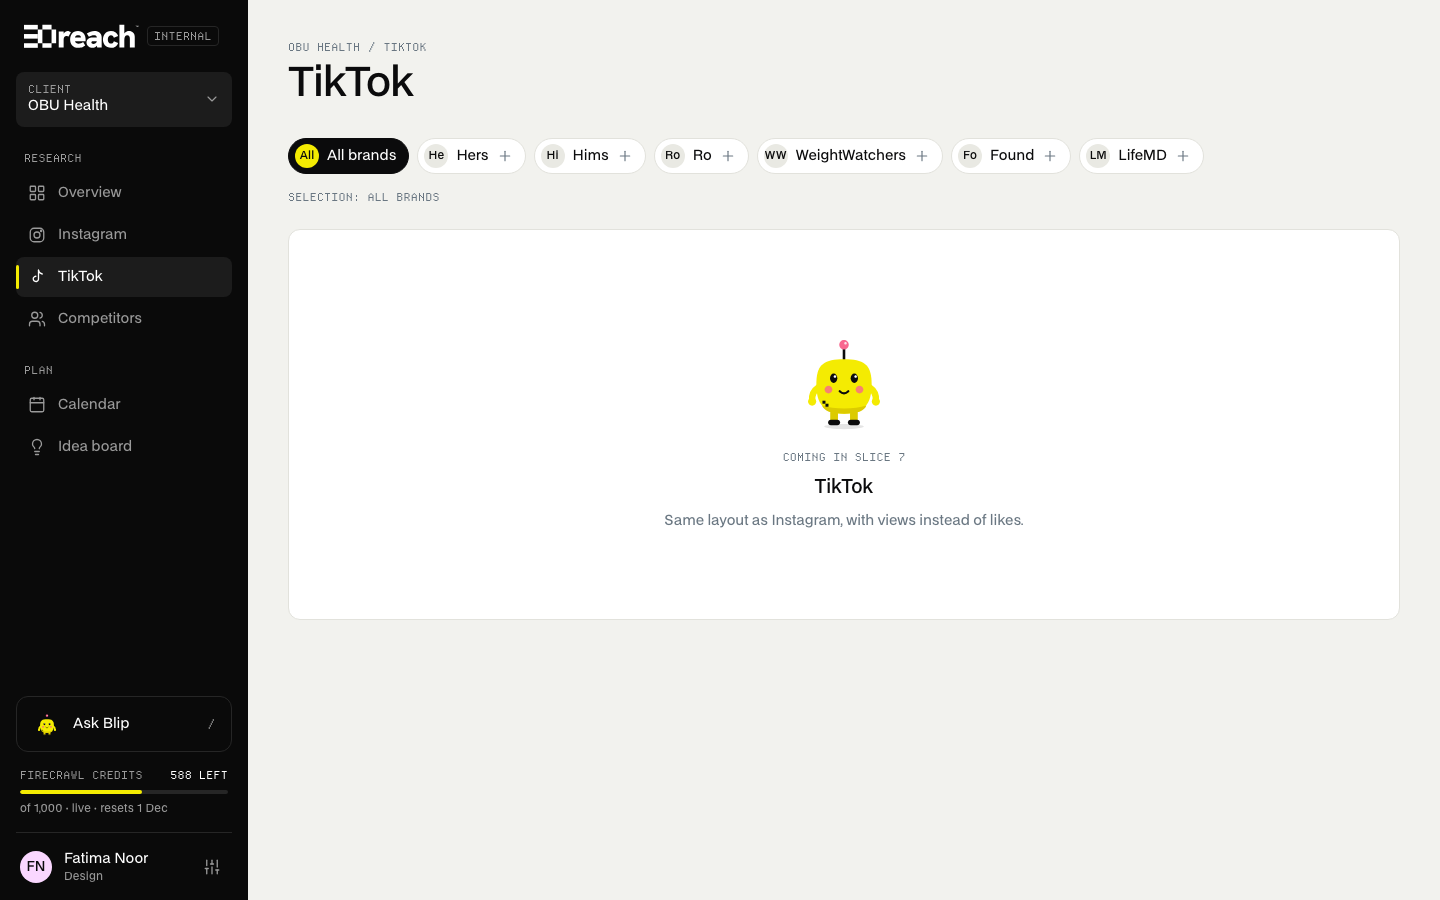 reach
INTERNAL
CLIENT
OBU Health
RESEARCH
Overview
Instagram
TikTok
Competitors
PLAN
Calendar
Idea board
Ask Blip /
FIRECRAWL CREDITS 588 LEFT
of 1,000 · live · resets 1 Dec
FN Fatima Noor
Design
OBU HEALTH / TIKTOK
TikTok
All All brands He Hers + HI Hims + Ro Ro + WW WeightWatchers + Fo Found + LM LifeMD +
SELECTION: ALL BRANDS
COMING IN SLICE 7
TikTok
Same layout as Instagram, with views instead of likes.